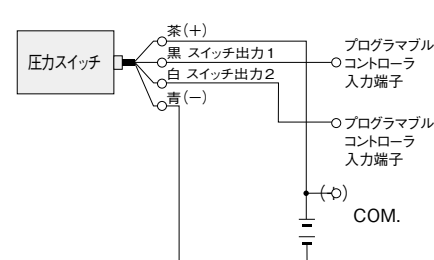 圧力スイッチ
茶(+)
黒 スイッチ出力1
白 スイッチ出力2
青(−)
プログラマブル
コントローラ
入力端子
プログラマブル
コントローラ
入力端子
COM.